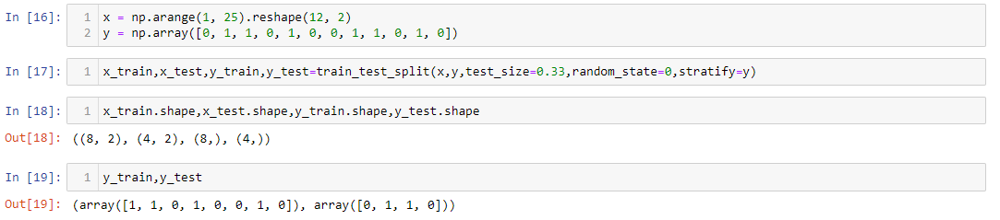 In [16]: 1 x = np.arange(1, 25).reshape(12, 2)
2 y = np.array([0, 1, 1, 0, 1, 0, 0, 1, 1, 0, 1, 0])
In [17]: 1 x_train,x_test,y_train,y_test=train_test_split(x,y,test_size=0.33,random_state=0,stratify=y)
In [18]: 1 x_train.shape,x_test.shape,y_train.shape,y_test.shape
Out[18]: ((8, 2), (4, 2), (8,), (4,))
In [19]: 1 y_train,y_test
Out[19]: (array([1, 1, 0, 1, 0, 0, 1, 0]), array([0, 1, 1, 0]))